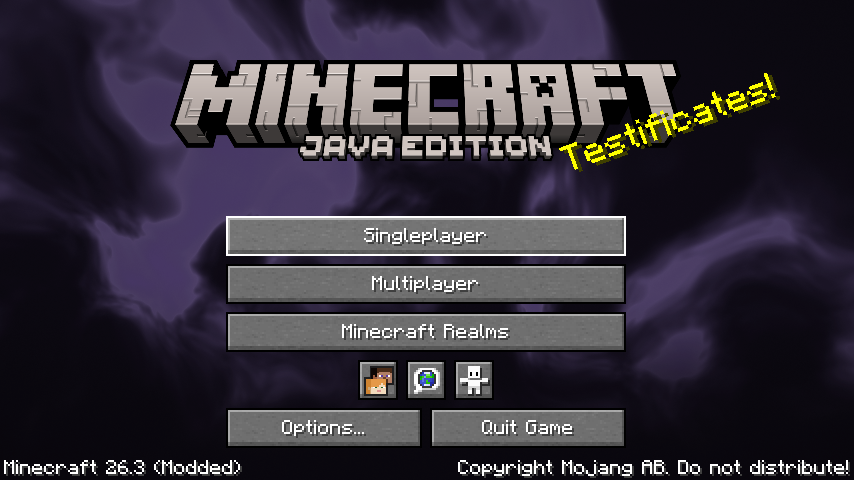 MINECRAFT
JAVA EDITION
Testificates!
Singleplayer
Multiplayer
Minecraft Realms
Options...
Quit Game
Minecraft 26.3 (Modded)
Copyright Mojang AB. Do not distribute!